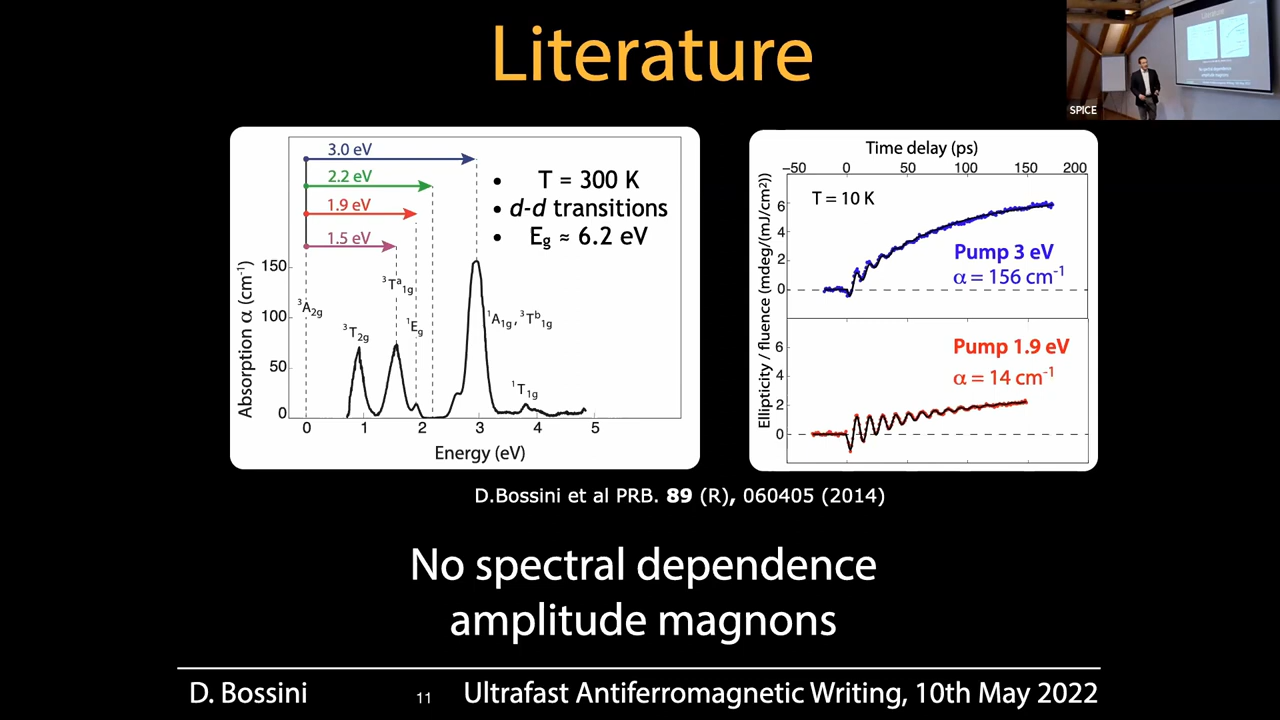 Literature
SPICE
3.0 eV
2.2 eV
1.9 eV
1.5 eV
• T = 300 K
• d-d transitions
• Eg ≈ 6.2 eV
Absorption α (cm⁻¹)
150
100
50
0
³A2g
³T2g
³Tᵃ1g
¹Eg
¹A1g, ³Tᵇ1g
¹T1g
0 1 2 3 4 5
Energy (eV)
Time delay (ps)
−50 0 50 100 150 200
Ellipticity / fluence (mdeg/(mJ/cm²))
T = 10 K
6
4
2
0
Pump 3 eV
α = 156 cm⁻¹
6
4
2
0
Pump 1.9 eV
α = 14 cm⁻¹
D.Bossini et al PRB. 89 (R), 060405 (2014)
No spectral dependence
amplitude magnons
D. Bossini 11 Ultrafast Antiferromagnetic Writing, 10th May 2022